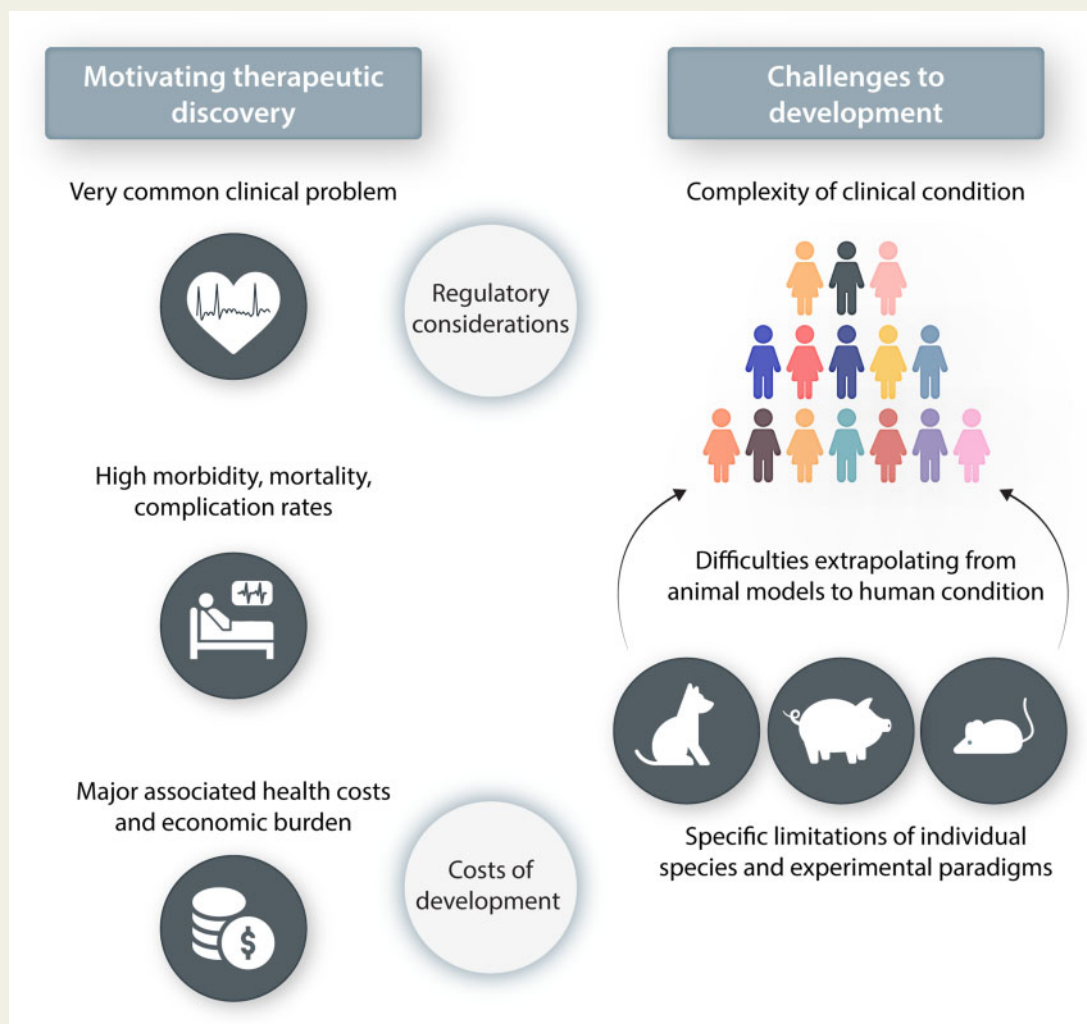 Motivating therapeutic
discovery
Challenges to
development
Very common clinical problem
Complexity of clinical condition
Regulatory
considerations
High morbidity, mortality,
complication rates
Difficulties extrapolating from
animal models to human condition
Major associated health costs
and economic burden
$
Costs of
development
Specific limitations of individual
species and experimental paradigms